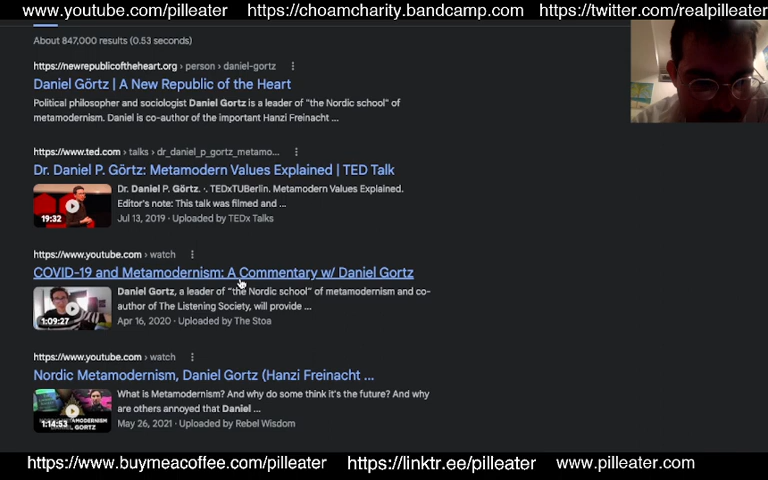 www.youtube.com/pilleater https://choamcharity.bandcamp.com https://twitter.com/realpilleater
About 847,000 results (0.53 seconds)
https://newrepublicoftheheart.org › person › daniel-gortz
Daniel Görtz | A New Republic of the Heart
Political philosopher and sociologist Daniel Gortz is a leader of "the Nordic school" of
metamodernism. Daniel is co-author of the important Hanzi Freinacht ...
https://www.ted.com › talks › dr_daniel_p_gortz_metamo...
Dr. Daniel P. Görtz: Metamodern Values Explained | TED Talk
Dr. Daniel P. Görtz. ·. TEDxTUBerlin. Metamodern Values Explained.
Editor's note: This talk was filmed and ...
19:32
Jul 13, 2019 · Uploaded by TEDx Talks
https://www.youtube.com › watch
COVID-19 and Metamodernism: A Commentary w/ Daniel Gortz
Daniel Gortz, a leader of "the Nordic school" of metamodernism and co-
author of The Listening Society, will provide ...
1:09:27
Apr 16, 2020 · Uploaded by The Stoa
https://www.youtube.com › watch
Nordic Metamodernism, Daniel Gortz (Hanzi Freinacht ...
What is Metamodernism? And why do some think it's the future? And why
are others annoyed that Daniel ...
1:14:53
May 26, 2021 · Uploaded by Rebel Wisdom
https://www.buymeacoffee.com/pilleater https://linktr.ee/pilleater www.pilleater.com